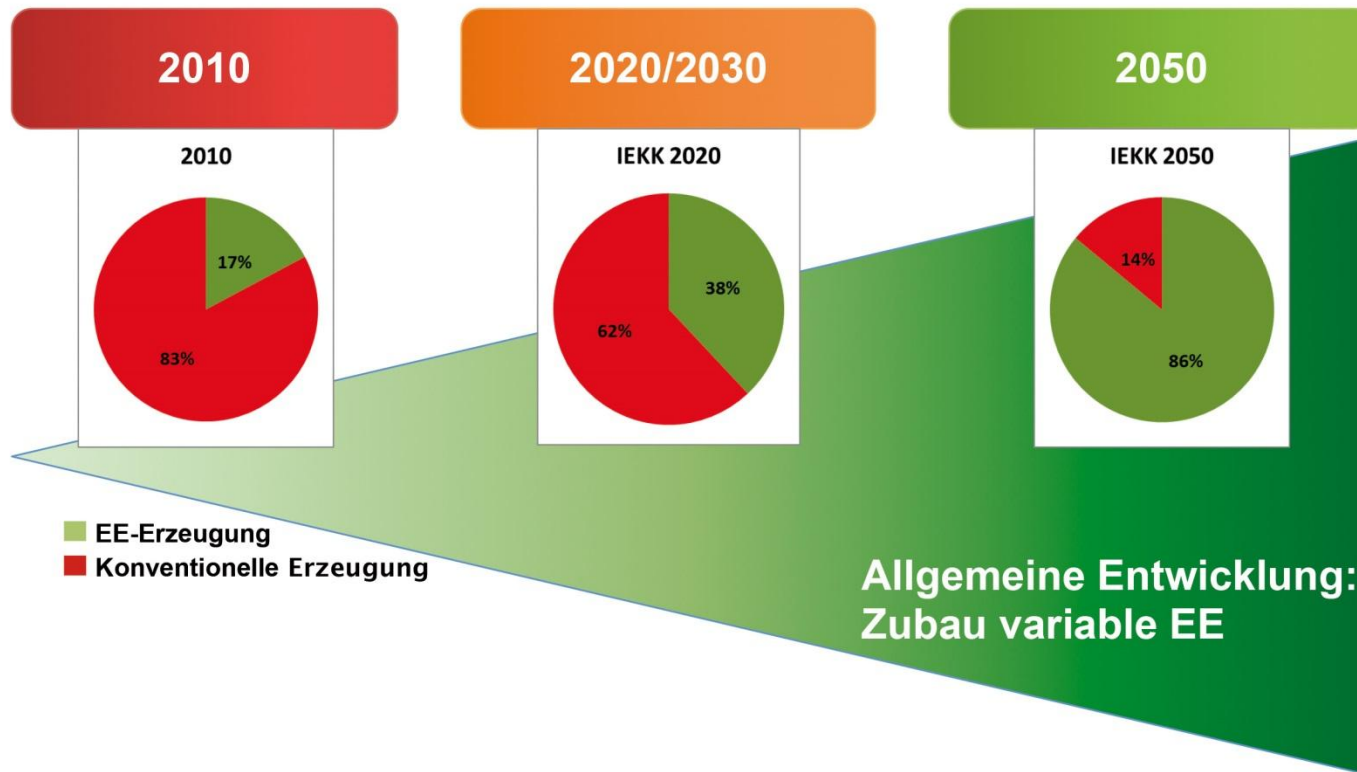 2010
2020/2030
2050
2010
IEKK 2020
IEKK 2050
17%
83%
38%
62%
14%
86%
EE-Erzeugung
Konventionelle Erzeugung
Allgemeine Entwicklung:
Zubau variable EE